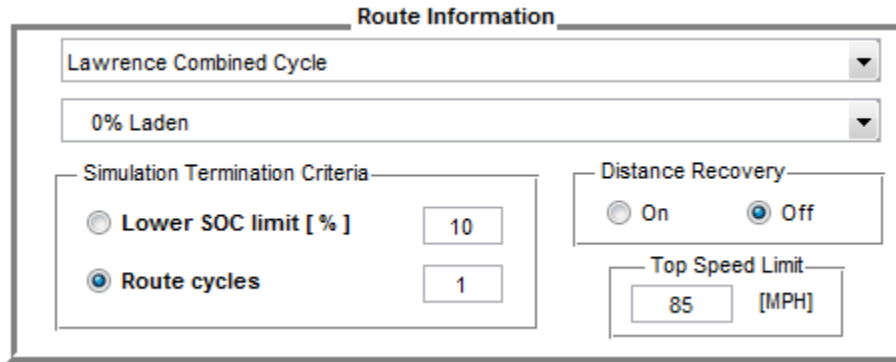 Route Information
Lawrence Combined Cycle
0% Laden
Simulation Termination Criteria
Lower SOC limit [ % ] 10
Route cycles 1
Distance Recovery
On Off
Top Speed Limit
85 [MPH]